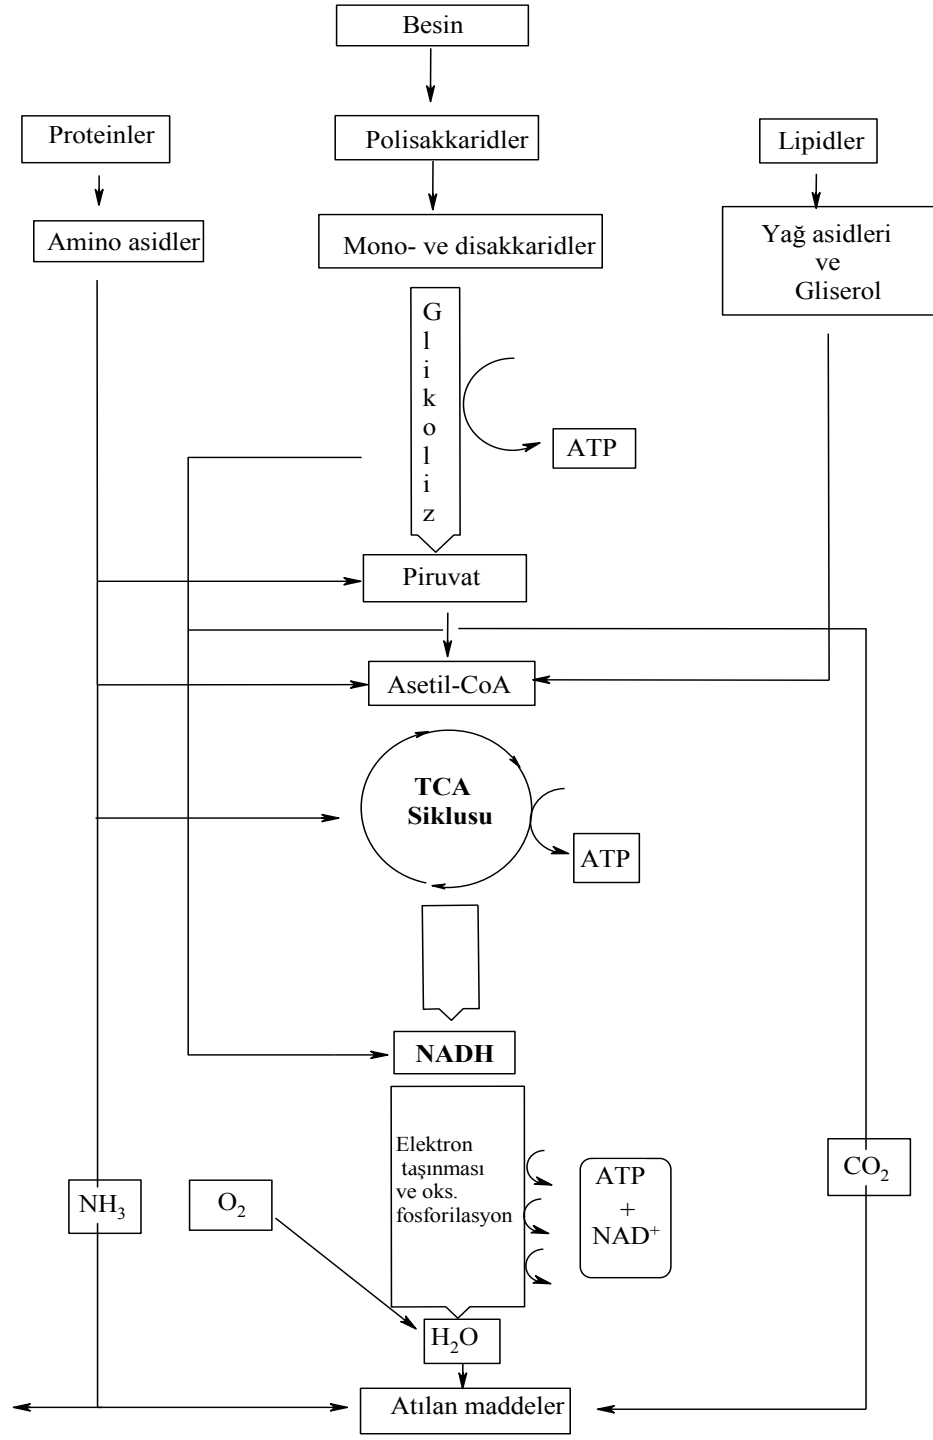 Besin
Proteinler
Polisakkaridler
Lipidler
Amino asidler
Mono- ve disakkaridler
Yağ asidleri
ve
Gliserol
G
l
i
k
o
l
i
z
ATP
Piruvat
Asetil-CoA
TCA
Siklusu
ATP
NADH
Elektron
taşınması
ve oks.
fosforilasyon
ATP
+
NAD⁺
CO₂
NH₃
O₂
H₂O
Atılan maddeler